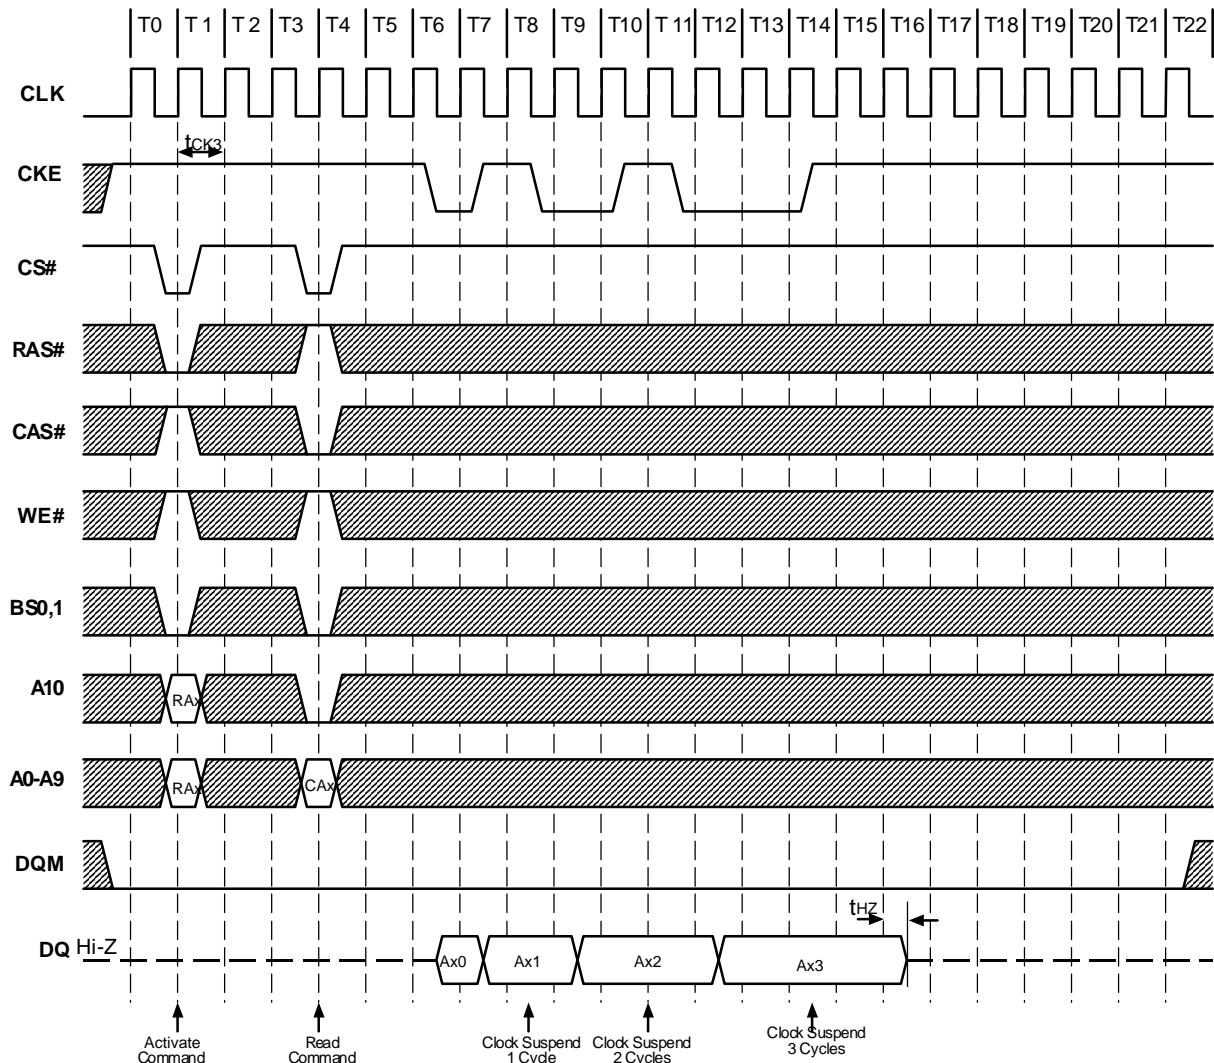 T0 T 1 T 2 T3 T4 T5 T6 T7 T8 T9 T10 T 11 T12 T13 T14 T15 T16 T17 T18 T19 T20 T21 T22
CLK
tCK3
CKE
CS#
RAS#
CAS#
WE#
BS0,1
A10
RAx
A0-A9
RAx CAx
DQM
tHZ
DQ Hi-Z
Ax0 Ax1 Ax2 Ax3
Activate
Command
Read
Command
Clock Suspend
1 Cycle
Clock Suspend
2 Cycles
Clock Suspend
3 Cycles